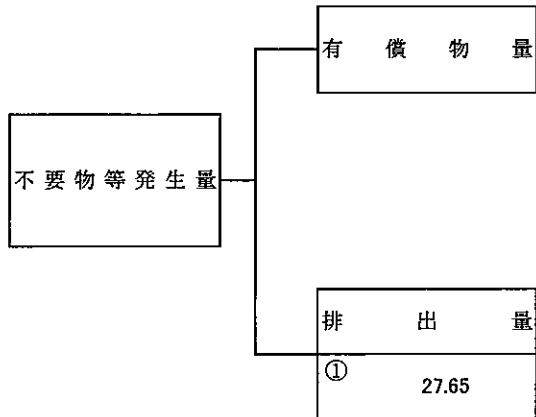 有償物量
不要物等発生量
排出量
①
27.65